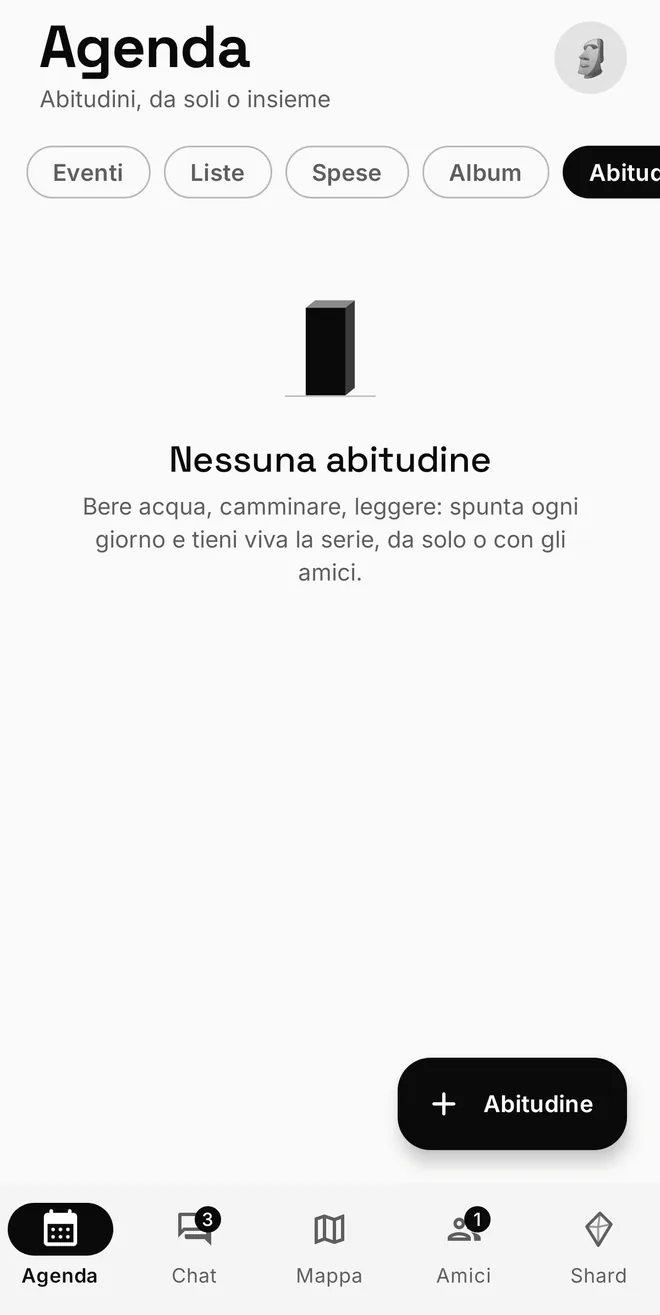 Agenda
Abitudini, da soli o insieme
Eventi
Liste
Spese
Album
Abitud
Nessuna abitudine
Bere acqua, camminare, leggere: spunta ogni
giorno e tieni viva la serie, da solo o con gli
amici.
+ Abitudine
3
1
Agenda
Chat
Mappa
Amici
Shard